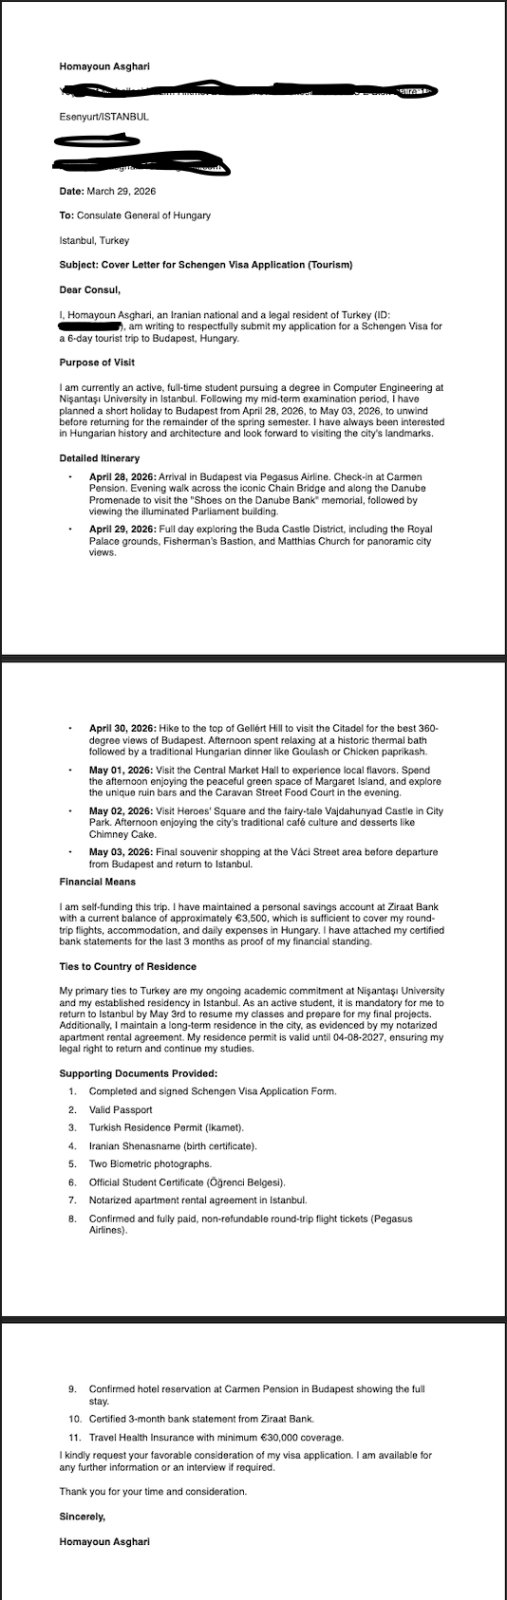 Homayoun Asghari
Esenyurt/ISTANBUL
Date: March 29, 2026
To: Consulate General of Hungary
Istanbul, Turkey
Subject: Cover Letter for Schengen Visa Application (Tourism)
Dear Consul,
I, Homayoun Asghari, an Iranian national and a legal resident of Turkey (ID:
), am writing to respectfully submit my application for a Schengen Visa for
a 6-day tourist trip to Budapest, Hungary.
Purpose of Visit
I am currently an active, full-time student pursuing a degree in Computer Engineering at
Nişantaşı University in Istanbul. Following my mid-term examination period, I have
planned a short holiday to Budapest from April 28, 2026, to May 03, 2026, to unwind
before returning for the remainder of the spring semester. I have always been interested
in Hungarian history and architecture and look forward to visiting the city's landmarks.
Detailed Itinerary
• April 28, 2026: Arrival in Budapest via Pegasus Airline. Check-in at Carmen
Pension. Evening walk across the iconic Chain Bridge and along the Danube
Promenade to visit the "Shoes on the Danube Bank" memorial, followed by
viewing the illuminated Parliament building.
• April 29, 2026: Full day exploring the Buda Castle District, including the Royal
Palace grounds, Fisherman's Bastion, and Matthias Church for panoramic city
views.
• April 30, 2026: Hike to the top of Gellért Hill to visit the Citadel for the best 360-
degree views of Budapest. Afternoon spent relaxing at a historic thermal bath
followed by a traditional Hungarian dinner like Goulash or Chicken paprikash.
• May 01, 2026: Visit the Central Market Hall to experience local flavors. Spend
the afternoon enjoying the peaceful green space of Margaret Island, and explore
the unique ruin bars and the Caravan Street Food Court in the evening.
• May 02, 2026: Visit Heroes' Square and the fairy-tale Vajdahunyad Castle in City
Park. Afternoon enjoying the city's traditional café culture and desserts like
Chimney Cake.
• May 03, 2026: Final souvenir shopping at the Váci Street area before departure
from Budapest and return to Istanbul.
Financial Means
I am self-funding this trip. I have maintained a personal savings account at Ziraat Bank
with a current balance of approximately €3,500, which is sufficient to cover my round-
trip flights, accommodation, and daily expenses in Hungary. I have attached my certified
bank statements for the last 3 months as proof of my financial standing.
Ties to Country of Residence
My primary ties to Turkey are my ongoing academic commitment at Nişantaşı University
and my established residency in Istanbul. As an active student, it is mandatory for me to
return to Istanbul by May 3rd to resume my classes and prepare for my final projects.
Additionally, I maintain a long-term residence in the city, as evidenced by my notarized
apartment rental agreement. My residence permit is valid until 04-08-2027, ensuring my
legal right to return and continue my studies.
Supporting Documents Provided:
1. Completed and signed Schengen Visa Application Form.
2. Valid Passport
3. Turkish Residence Permit (Ikamet).
4. Iranian Shenasname (birth certificate).
5. Two Biometric photographs.
6. Official Student Certificate (Öğrenci Belgesi).
7. Notarized apartment rental agreement in Istanbul.
8. Confirmed and fully paid, non-refundable round-trip flight tickets (Pegasus
Airlines).
9. Confirmed hotel reservation at Carmen Pension in Budapest showing the full
stay.
10. Certified 3-month bank statement from Ziraat Bank.
11. Travel Health Insurance with minimum €30,000 coverage.
I kindly request your favorable consideration of my visa application. I am available for
any further information or an interview if required.
Thank you for your time and consideration.
Sincerely,
Homayoun Asghari